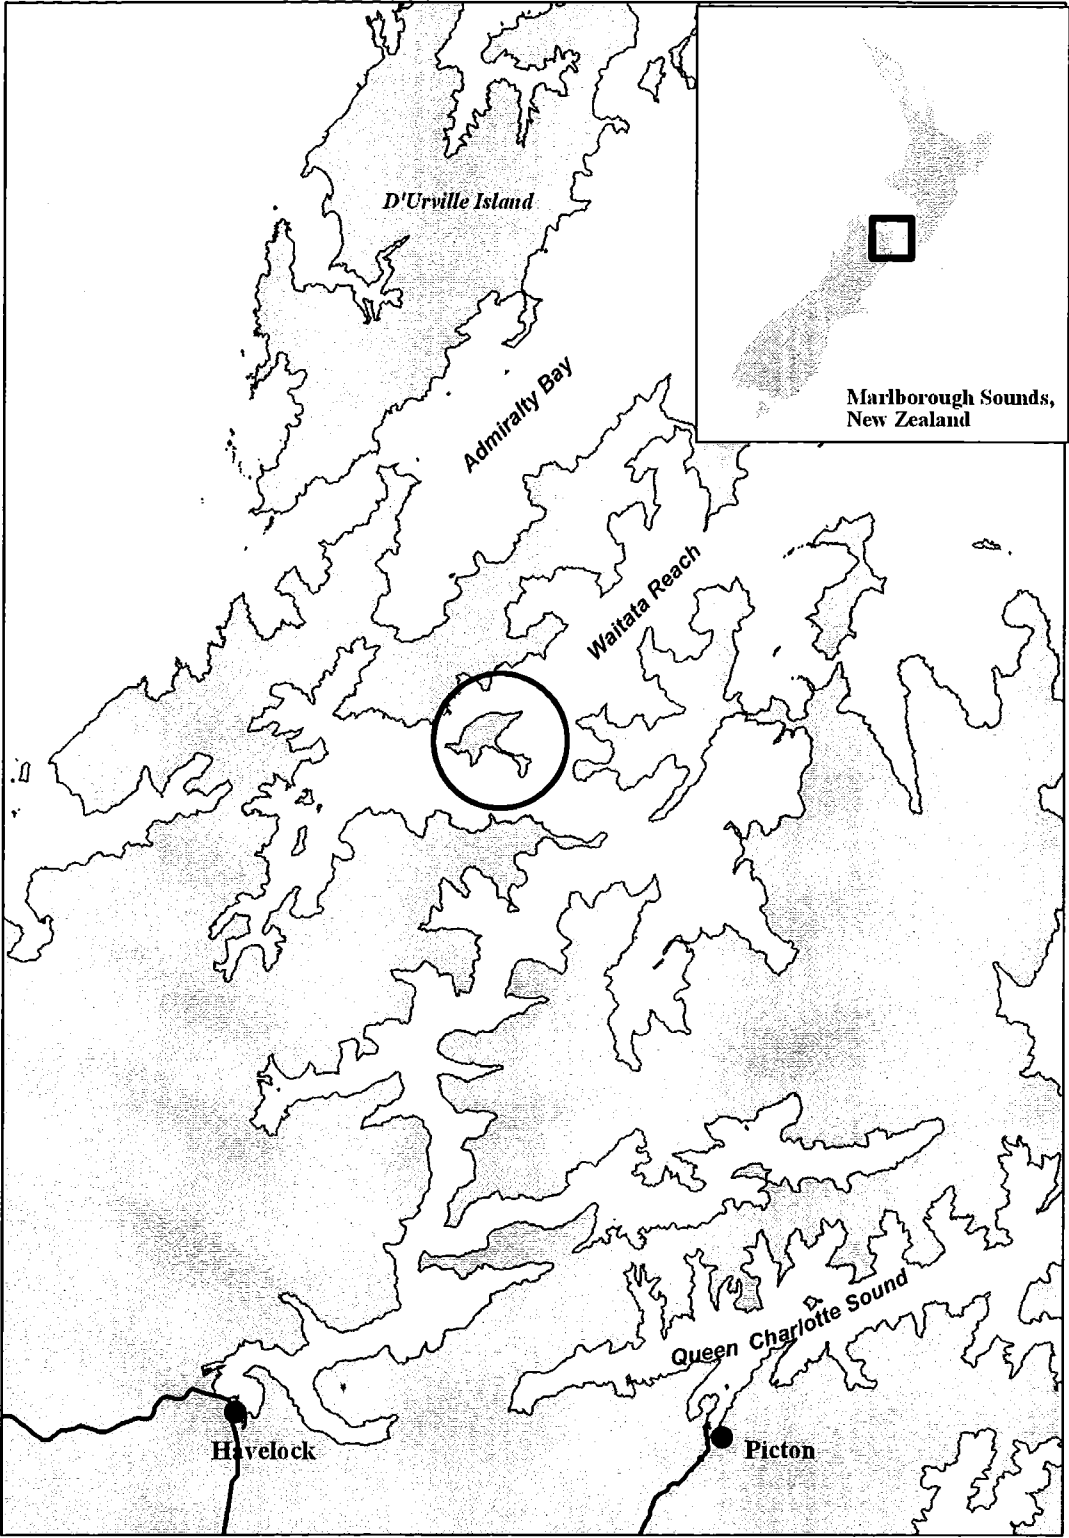 D'Urville Island
Admiralty Bay
Marlborough Sounds,
New Zealand
Waitata Reach
Queen Charlotte Sound
Havelock
Picton